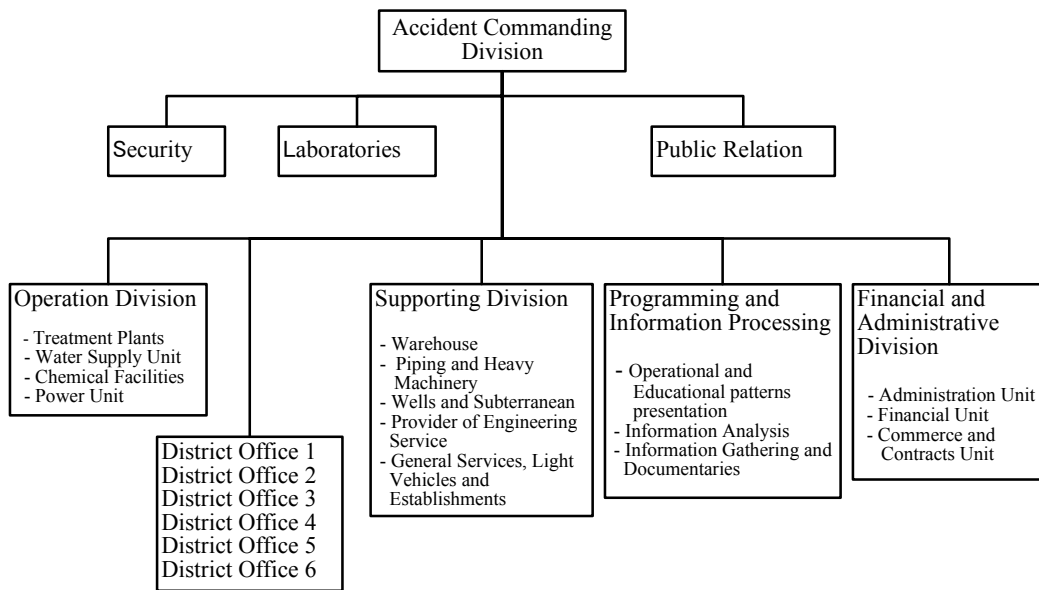 Accident Commanding
Division
Security
Laboratories
Public Relation
Operation Division
- Treatment Plants
- Water Supply Unit
- Chemical Facilities
- Power Unit
District Office 1
District Office 2
District Office 3
District Office 4
District Office 5
District Office 6
Supporting Division
- Warehouse
- Piping and Heavy
Machinery
- Wells and Subterranean
- Provider of Engineering
Service
- General Services, Light
Vehicles and
Establishments
Programming and
Information Processing
- Operational and
Educational patterns
presentation
- Information Analysis
- Information Gathering and
Documentaries
Financial and
Administrative
Division
- Administration Unit
- Financial Unit
- Commerce and
Contracts Unit